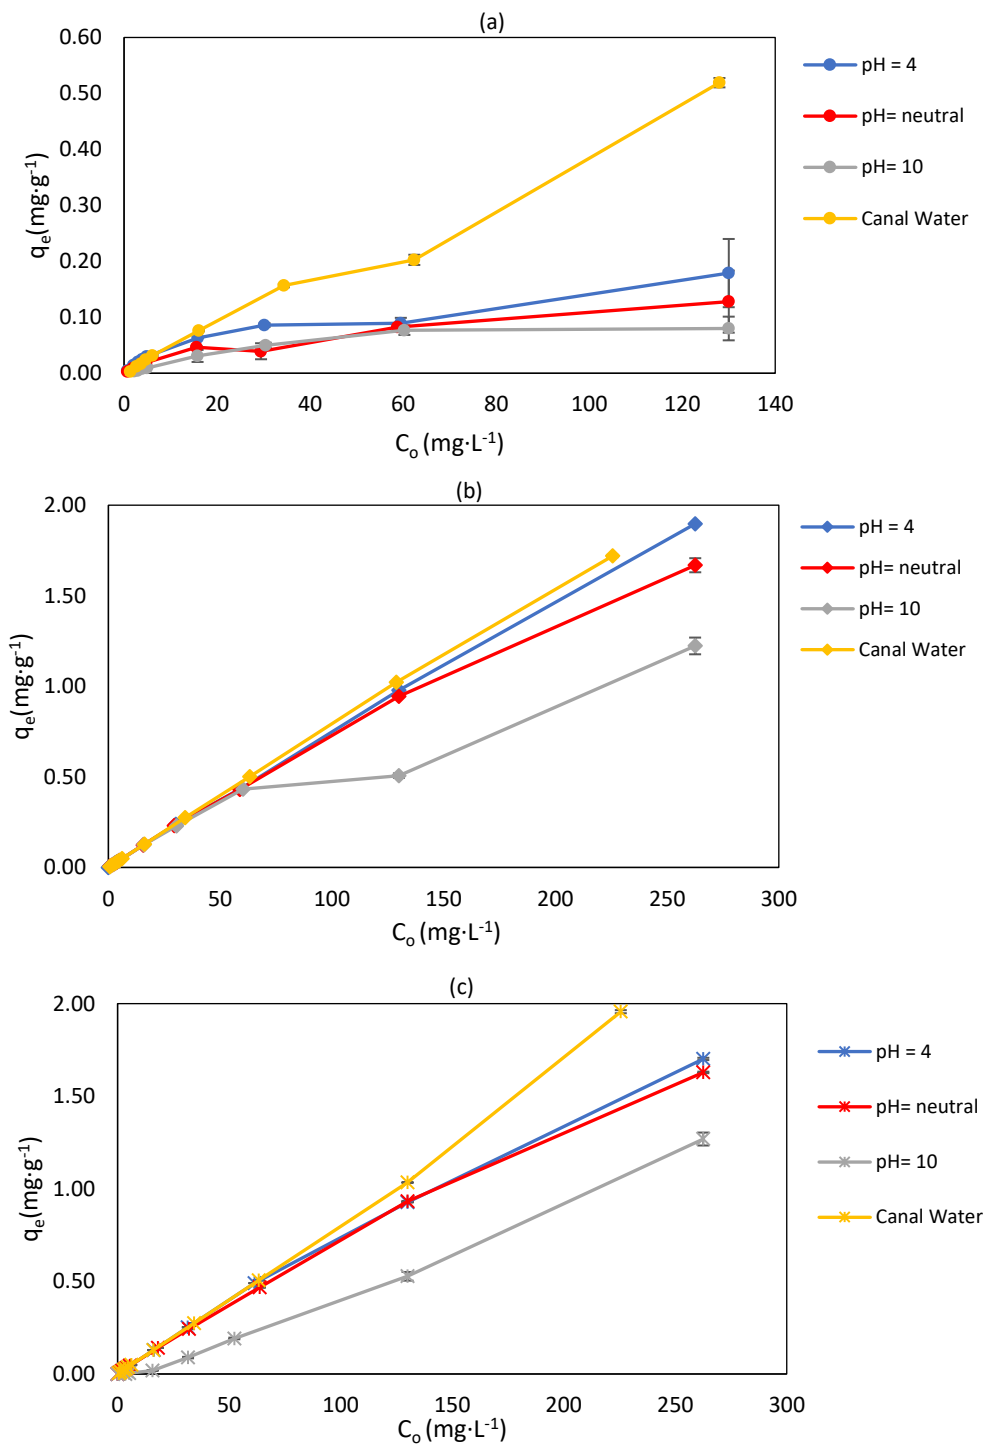 (a)
0.60
0.50
0.40
0.30
0.20
0.10
0.00
qₑ(mg·g⁻¹)
0 20 40 60 80 100 120 140
Cₒ (mg·L⁻¹)
pH = 4
pH= neutral
pH= 10
Canal Water
(b)
2.00
1.50
1.00
0.50
0.00
qₑ(mg·g⁻¹)
0 50 100 150 200 250 300
Cₒ (mg·L⁻¹)
pH = 4
pH= neutral
pH= 10
Canal Water
(c)
2.00
1.50
1.00
0.50
0.00
qₑ(mg·g⁻¹)
0 50 100 150 200 250 300
Cₒ (mg·L⁻¹)
pH = 4
pH= neutral
pH= 10
Canal Water